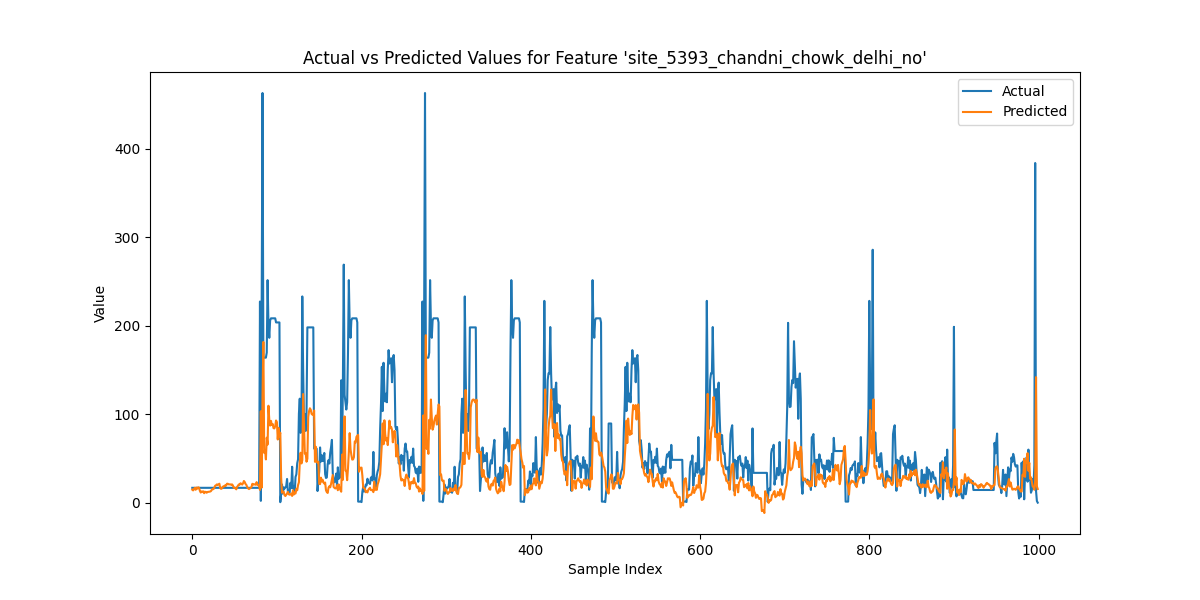 Actual vs Predicted Values for Feature 'site_5393_chandni_chowk_delhi_no'
Actual
Predicted
Value
400
300
200
100
0
0 200 400 600 800 1000
Sample Index